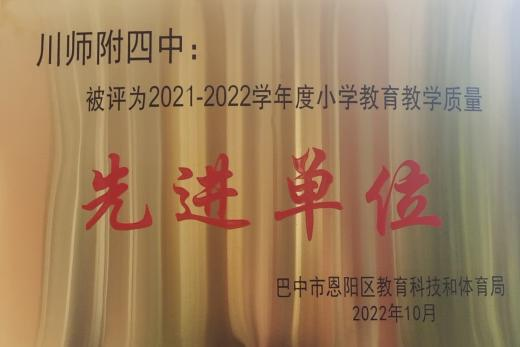 川师附四中：
被评为2021-2022学年度小学教育教学质量
先进单位
巴中市恩阳区教育科技和体育局
2022年10月